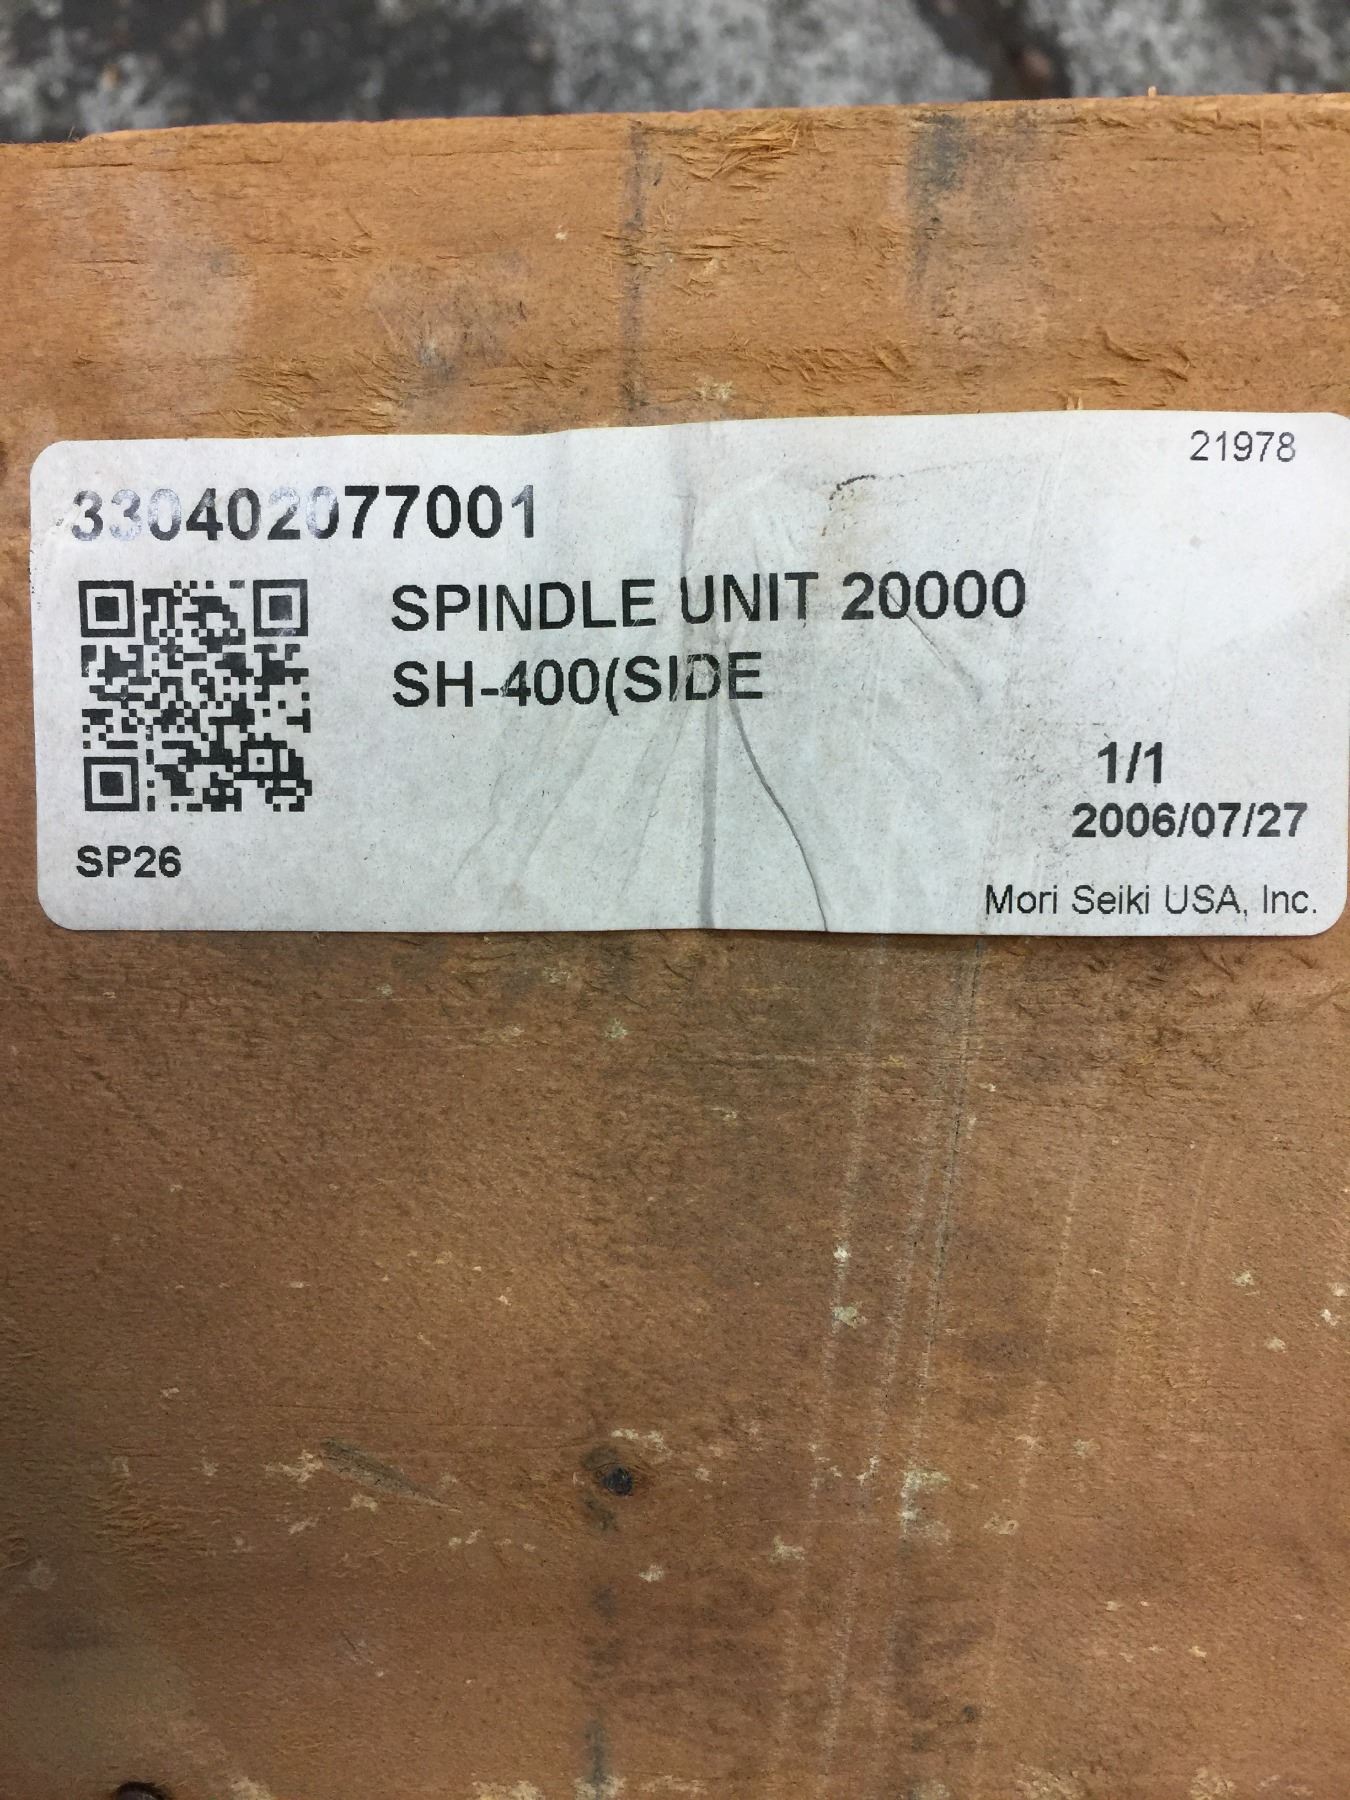 21978
330402077001
SPINDLE UNIT 20000
SH-400(SIDE
1/1
2006/07/27
SP26
Mori Seiki USA, Inc.